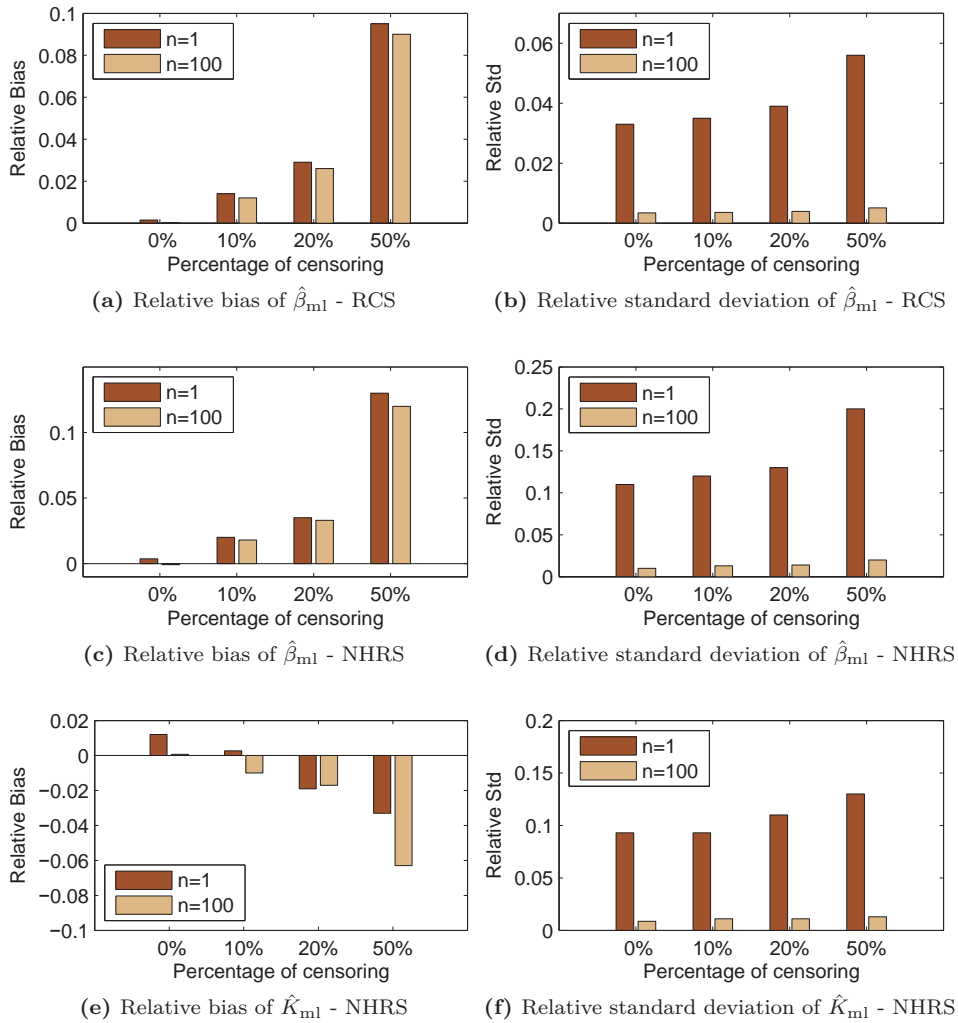 n=1
n=100
Relative Bias
0.1
0.08
0.06
0.04
0.02
0
0% 10% 20% 50%
Percentage of censoring
(a) Relative bias of β̂ml - RCS
n=1
n=100
Relative Std
0.06
0.04
0.02
0
0% 10% 20% 50%
Percentage of censoring
(b) Relative standard deviation of β̂ml - RCS
n=1
n=100
Relative Bias
0.1
0.05
0
0% 10% 20% 50%
Percentage of censoring
(c) Relative bias of β̂ml - NHRS
n=1
n=100
Relative Std
0.25
0.2
0.15
0.1
0.05
0
0% 10% 20% 50%
Percentage of censoring
(d) Relative standard deviation of β̂ml - NHRS
n=1
n=100
Relative Bias
0.02
0
−0.02
−0.04
−0.06
−0.08
−0.1
0% 10% 20% 50%
Percentage of censoring
(e) Relative bias of K̂ml - NHRS
n=1
n=100
Relative Std
0.2
0.15
0.1
0.05
0
0% 10% 20% 50%
Percentage of censoring
(f) Relative standard deviation of K̂ml - NHRS